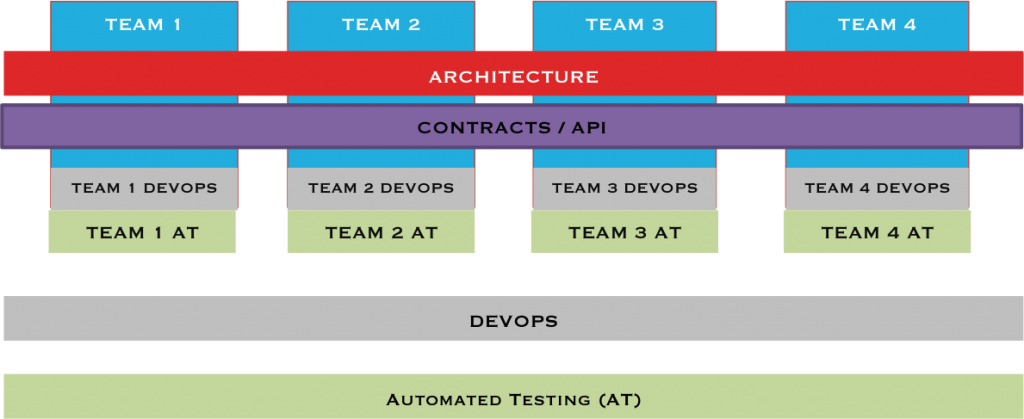 TEAM 1 TEAM 2 TEAM 3 TEAM 4
ARCHITECTURE
CONTRACTS / API
TEAM 1 DEVOPS TEAM 2 DEVOPS TEAM 3 DEVOPS TEAM 4 DEVOPS
TEAM 1 AT TEAM 2 AT TEAM 3 AT TEAM 4 AT
DEVOPS
AUTOMATED TESTING (AT)